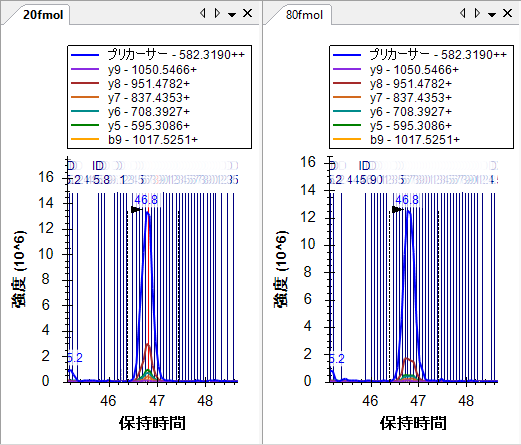 20fmol
プリカーサー - 582.3190++
y9 - 1050.5466+
y8 - 951.4782+
y7 - 837.4353+
y6 - 708.3927+
y5 - 595.3086+
b9 - 1017.5251+
ID
5.8
46.8
5.2
16
14
12
10
8
6
4
2
0
強度 (10^6)
46
47
48
保持時間
80fmol
プリカーサー - 582.3190++
y9 - 1050.5466+
y8 - 951.4782+
y7 - 837.4353+
y6 - 708.3927+
y5 - 595.3086+
b9 - 1017.5251+
ID
46.8
5.2
16
14
12
10
8
6
4
2
0
強度 (10^6)
46
47
48
保持時間